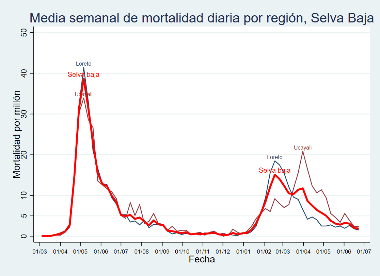 Media semanal de mortalidad diaria por región, Selva Baja
Mortalidad por millón
50
40
30
20
10
0
Loreto
Selva baja
Ucayali
Loreto
Selva baja
Ucayali
01/03 01/04 01/05 01/06 01/07 01/08 01/09 01/10 01/11 01/12 01/01 01/02 01/03 01/04 01/05 01/06 01/07
Fecha